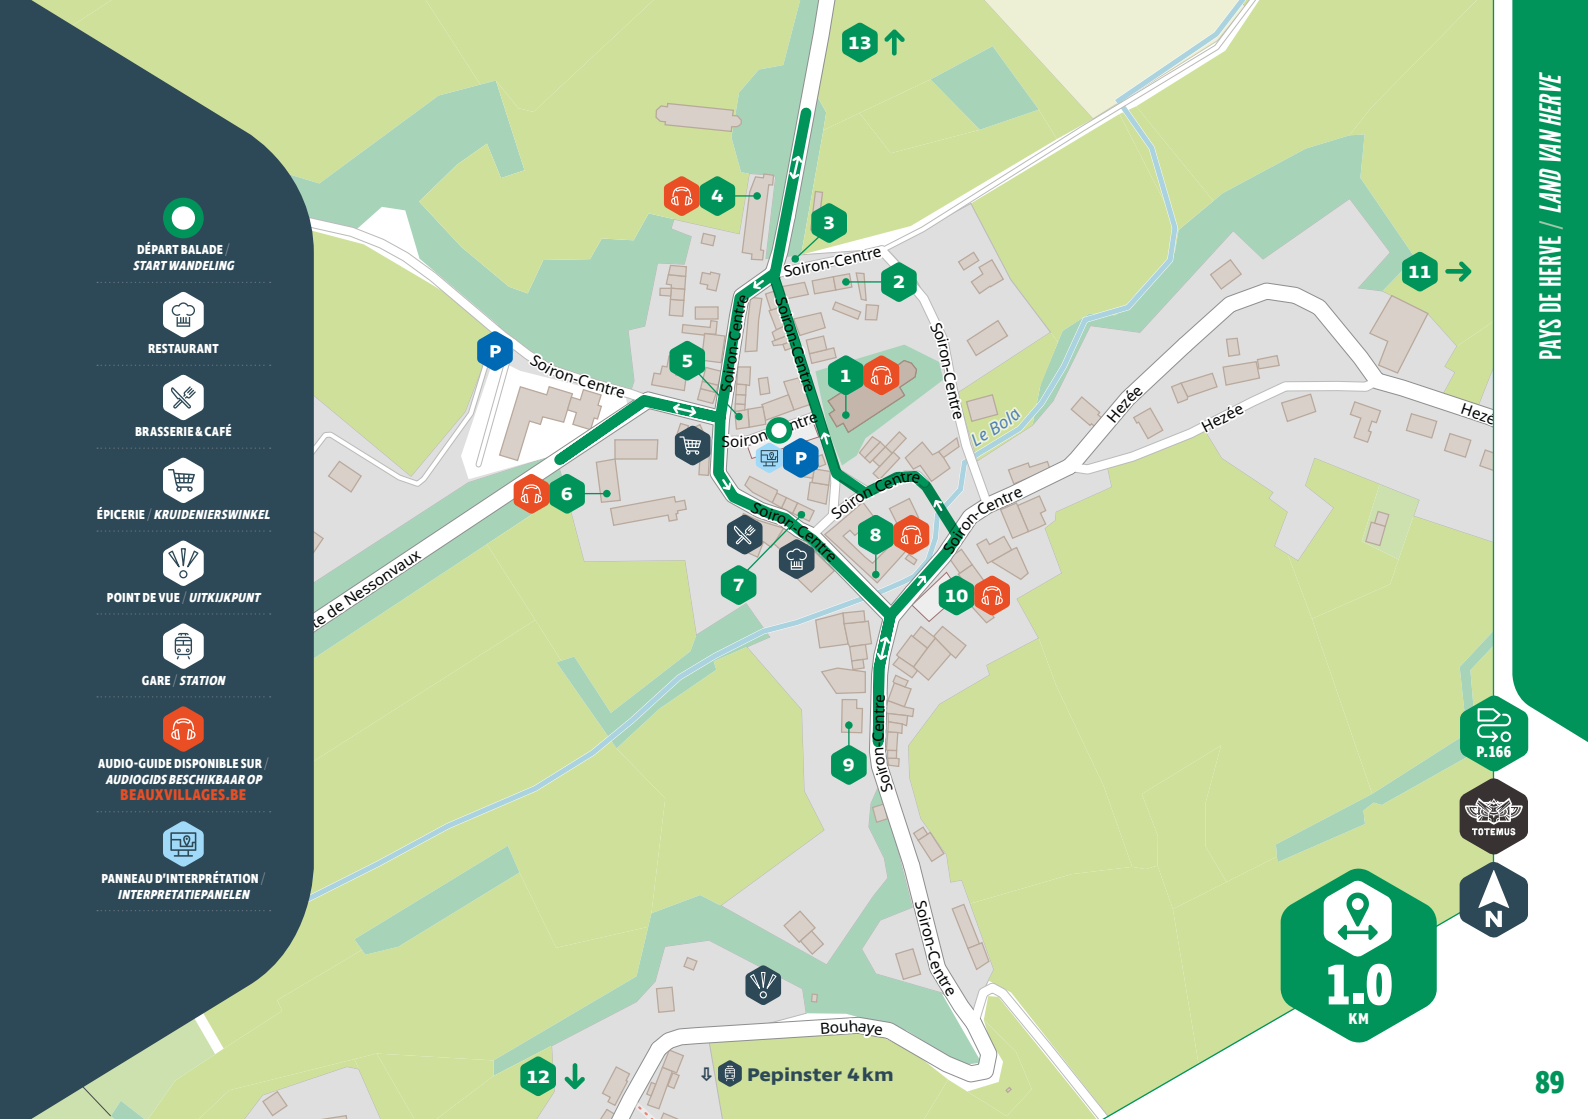 DÉPART BALADE /
START WANDELING
RESTAURANT
BRASSERIE & CAFÉ
ÉPICERIE / KRUIDENIERSWINKEL
POINT DE VUE / UITKIJKPUNT
GARE / STATION
AUDIO-GUIDE DISPONIBLE SUR /
AUDIOGIDS BESCHIKBAAR OP
BEAUXVILLAGES.BE
PANNEAU D'INTERPRÉTATION /
INTERPRETATIEPANELEN
13
4
3
Soiron-Centre
2
11
Soiron-Centre
Soiron-Centre
Soiron-Centre
P
Soiron-Centre
5
1
Hezée
Hezée
Hezé
Le Bola
Soiron-Centre
P
6
Soiron Centre
Soiron-Centre
Soiron-Centre
8
7
10
te de Nessonvaux
Soiron-Centre
9
Soiron-Centre
Bouhaye
12
Pepinster 4 km
PAYS DE HERVE / LAND VAN HERVE
P.166
TOTEMUS
N
1.0
KM
89